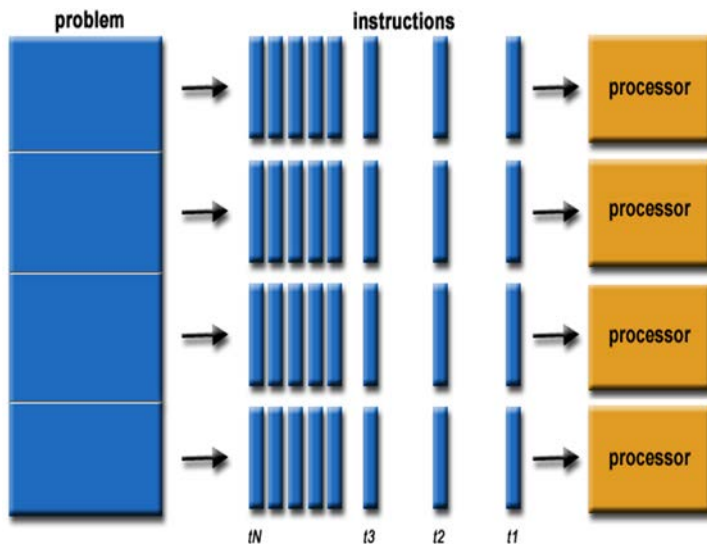 problem
instructions
processor
processor
processor
processor
tN t3 t2 t1